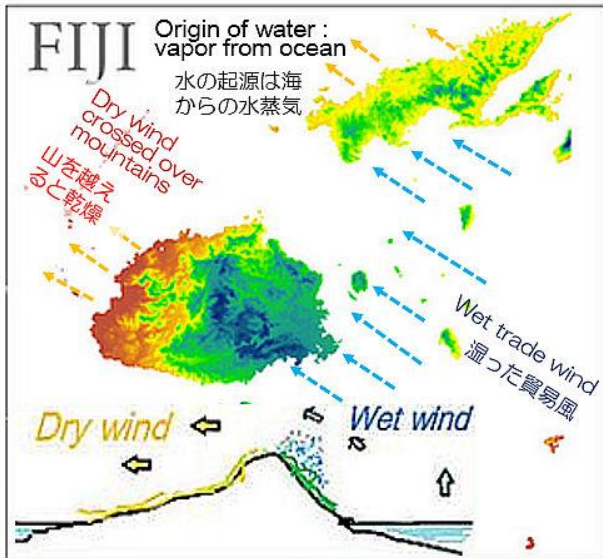 FIJI
Origin of water :
vapor from ocean
水の起源は海
からの水蒸気
Dry wind
crossed over
mountains
山を越え
ると乾燥
Wet trade wind
湿った貿易風
Dry wind
Wet wind